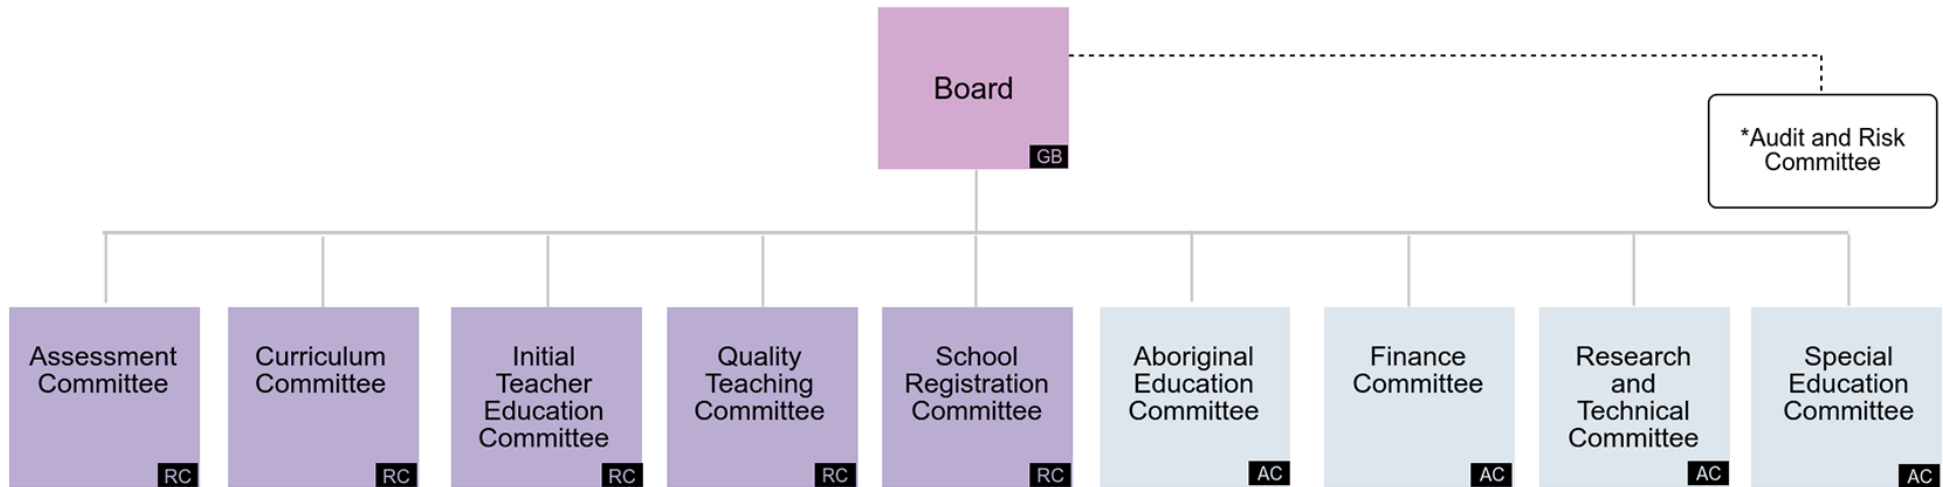 Board
GB
*Audit and Risk
Committee
Assessment
Committee
RC
Curriculum
Committee
RC
Initial
Teacher
Education
Committee
RC
Quality
Teaching
Committee
RC
School
Registration
Committee
RC
Aboriginal
Education
Committee
AC
Finance
Committee
AC
Research
and
Technical
Committee
AC
Special
Education
Committee
AC